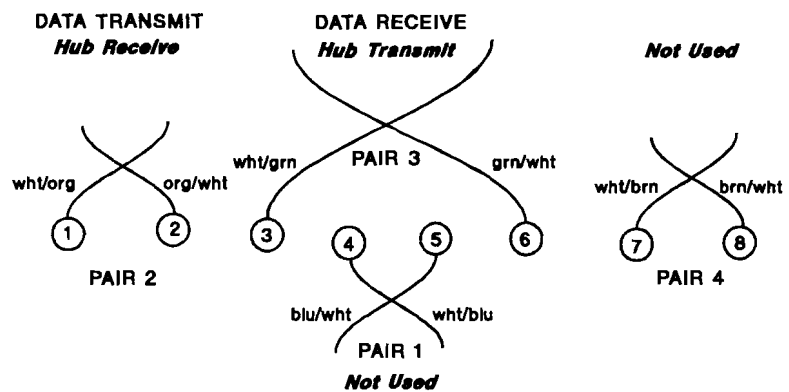 DATA TRANSMIT
Hub Receive
DATA RECEIVE
Hub Transmit
Not Used
wht/org
org/wht
wht/grn
PAIR 3
grn/wht
wht/brn
brn/wht
1
2
3
4
5
6
7
8
PAIR 2
PAIR 4
blu/wht
wht/blu
PAIR 1
Not Used